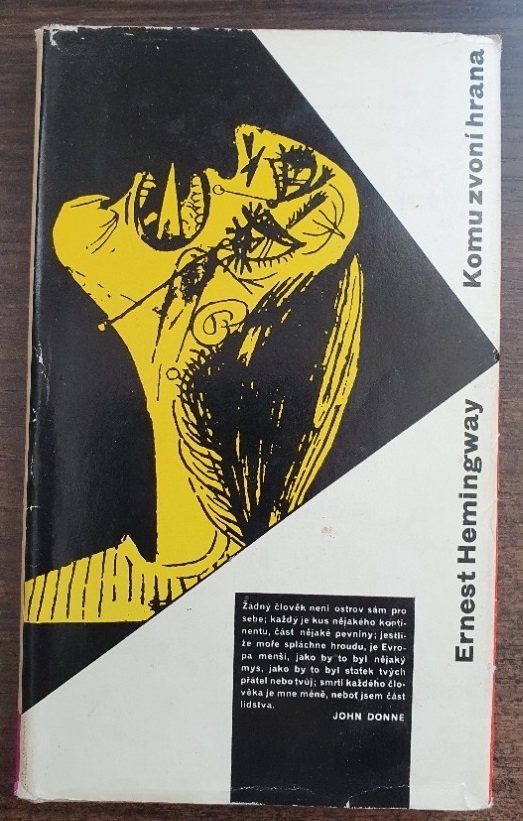 Komu zvoní hrana
Ernest Hemingway
Žádný člověk není ostrov sám pro
sebe; každý je kus nějakého konti-
nentu, část nějaké pevniny; jestli-
že moře spláchne hroudu, je Evro-
pa menší, jako by to byl nějaký
mys, jako by to byl statek tvých
přátel nebo tvůj; smrtí každého člo-
věka je mne méně, neboť jsem část
lidstva.
JOHN DONNE